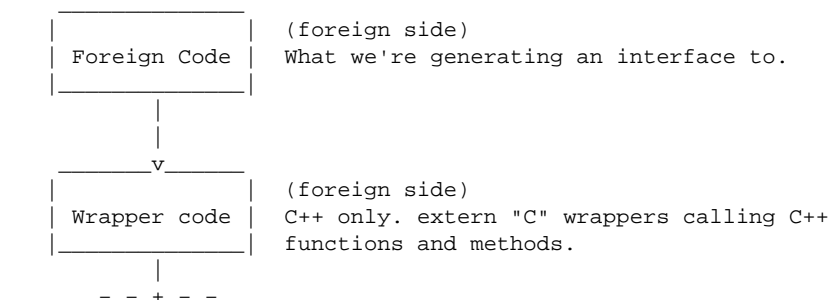 (foreign side)
Foreign Code What we're generating an interface to.
v
(foreign side)
Wrapper code C++ only. extern "C" wrappers calling C++
functions and methods.
- - + - -